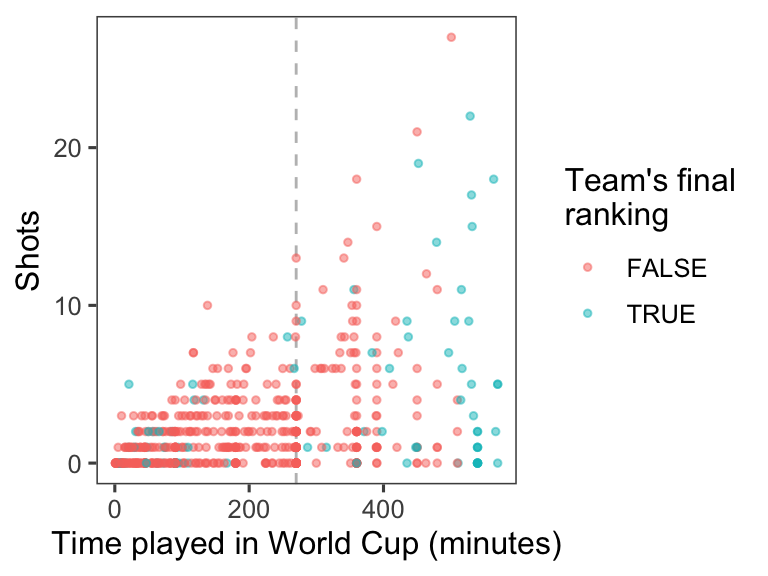 20
10
0
Shots
0 200 400
Time played in World Cup (minutes)
Team's final
ranking
FALSE
TRUE